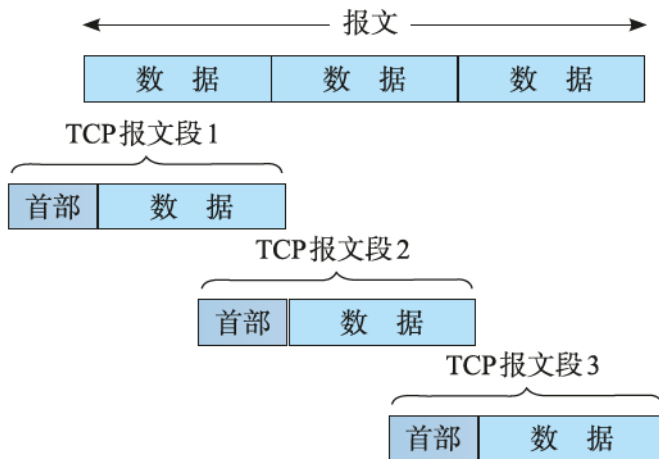 报文
数据 数据 数据
TCP报文段1
首部 数据
TCP报文段2
首部 数据
TCP报文段3
首部 数据